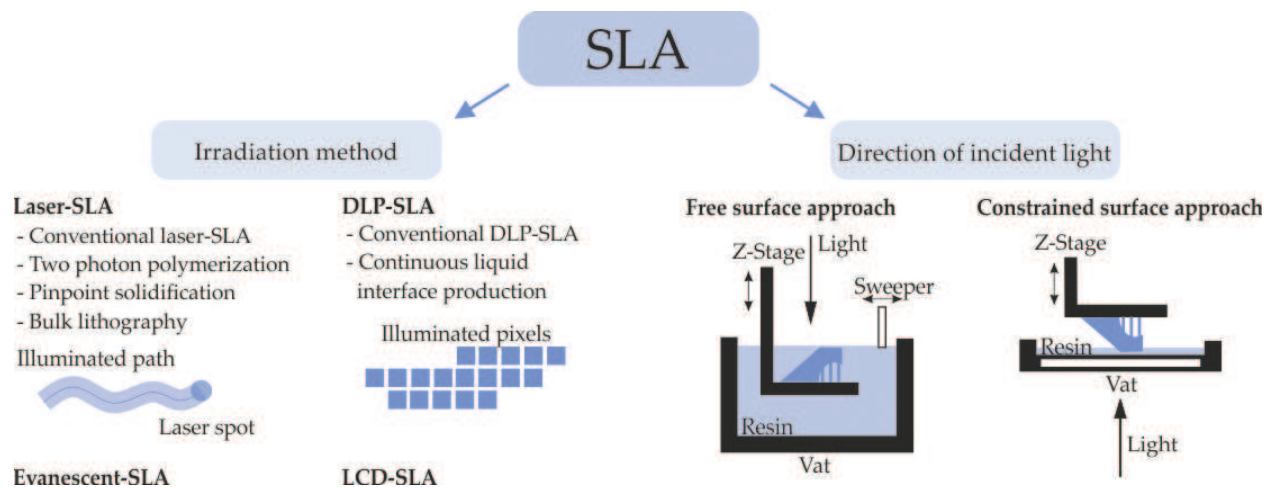 SLA
Irradiation method
Direction of incident light
Laser-SLA
- Conventional laser-SLA
- Two photon polymerization
- Pinpoint solidification
- Bulk lithography
Illuminated path
Laser spot
Evanescent-SLA
DLP-SLA
- Conventional DLP-SLA
- Continuous liquid
interface production
Illuminated pixels
LCD-SLA
Free surface approach
Light
Z-Stage
Sweeper
Resin
Vat
Constrained surface approach
Z-Stage
Resin
Vat
Light